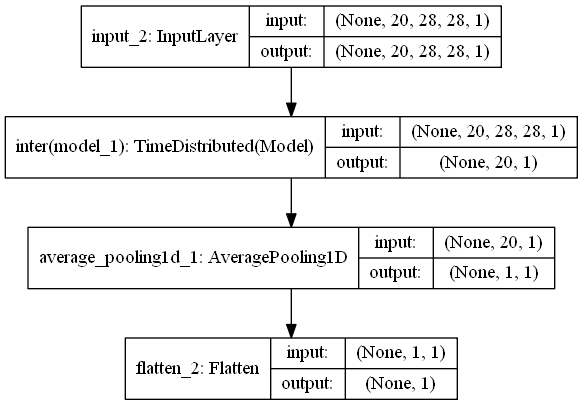 input_2: InputLayer
input: (None, 20, 28, 28, 1)
output: (None, 20, 28, 28, 1)
inter(model_1): TimeDistributed(Model)
input: (None, 20, 28, 28, 1)
output: (None, 20, 1)
average_pooling1d_1: AveragePooling1D
input: (None, 20, 1)
output: (None, 1, 1)
flatten_2: Flatten
input: (None, 1, 1)
output: (None, 1)